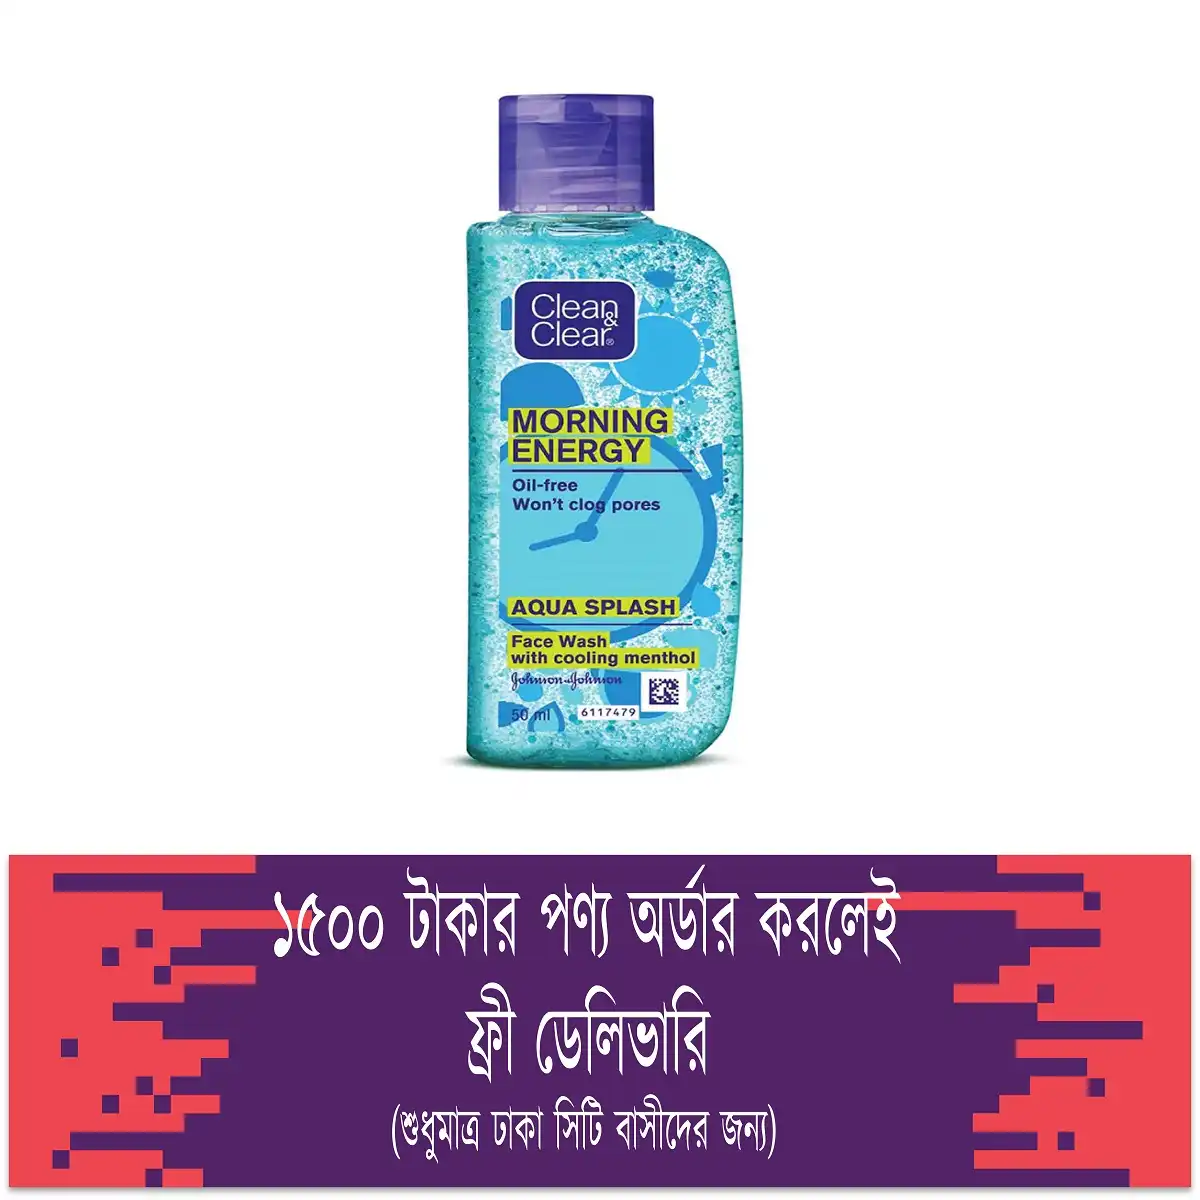 Clean
&
Clear®
MORNING
ENERGY
Oil-free
Won't clog pores
AQUA SPLASH
Face Wash
with cooling menthol
Johnson & Johnson
50 ml
6117479
১৫০০ টাকার পণ্য অর্ডার করলেই
ফ্রী ডেলিভারি
(শুধুমাত্র ঢাকা সিটি বাসীদের জন্য)